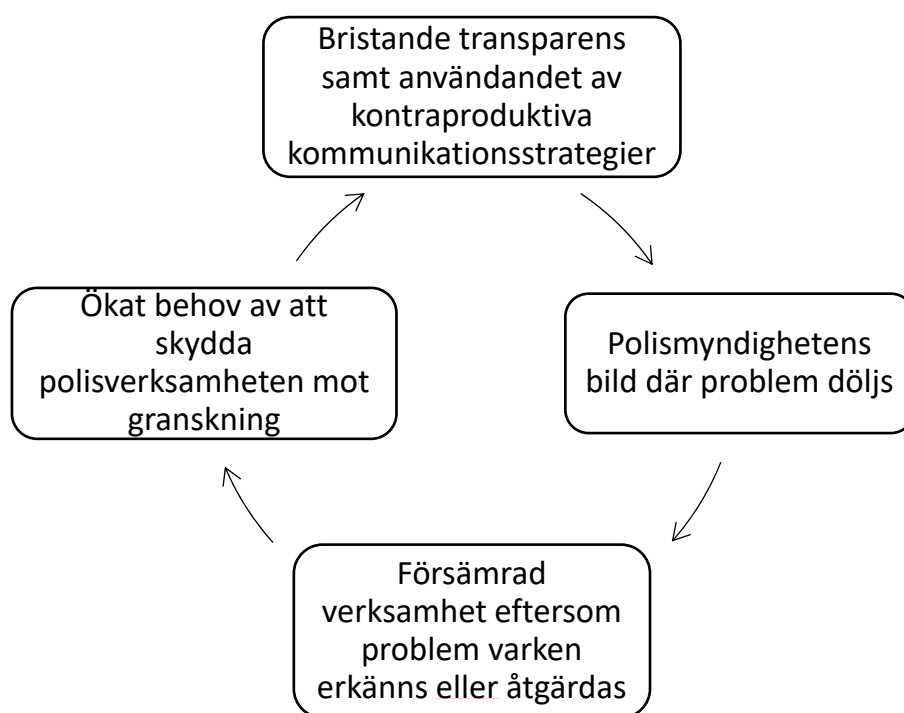 Bristande transparens
samt användandet av
kontraproduktiva
kommunikationsstrategier
Polismyndighetens
bild där problem döljs
Försämrad
verksamhet eftersom
problem varken
erkänns eller åtgärdas
Ökat behov av att
skydda
polisverksamheten mot
granskning